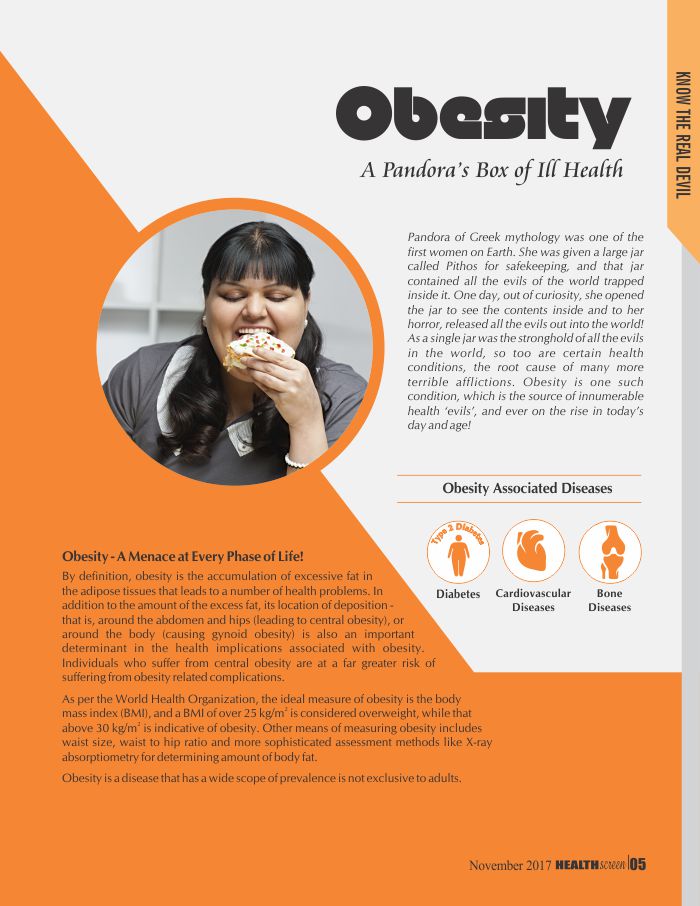 KNOW THE REAL DEVIL
Obesity
A Pandora's Box of Ill Health
Pandora of Greek mythology was one of the
first women on Earth. She was given a large jar
called Pithos for safekeeping, and that jar
contained all the evils of the world trapped
inside it. One day, out of curiosity, she opened
the jar to see the contents inside and to her
horror, released all the evils out into the world!
As a single jar was the stronghold of all the evils
in the world, so too are certain health
conditions, the root cause of many more
terrible afflictions. Obesity is one such
condition, which is the source of innumerable
health ‘evils’, and ever on the rise in today’s
day and age!
Obesity Associated Diseases
Type 2 Diabetes
Diabetes
Cardiovascular
Diseases
Bone
Diseases
Obesity - A Menace at Every Phase of Life!
By definition, obesity is the accumulation of excessive fat in
the adipose tissues that leads to a number of health problems. In
addition to the amount of the excess fat, its location of deposition -
that is, around the abdomen and hips (leading to central obesity), or
around the body (causing gynoid obesity) is also an important
determinant in the health implications associated with obesity.
Individuals who suffer from central obesity are at a far greater risk of
suffering from obesity related complications.
As per the World Health Organization, the ideal measure of obesity is the body
mass index (BMI), and a BMI of over 25 kg/m² is considered overweight, while that
above 30 kg/m² is indicative of obesity. Other means of measuring obesity includes
waist size, waist to hip ratio and more sophisticated assessment methods like X-ray
absorptiometry for determining amount of body fat.
Obesity is a disease that has a wide scope of prevalence is not exclusive to adults.
November 2017 HEALTHscreen|05